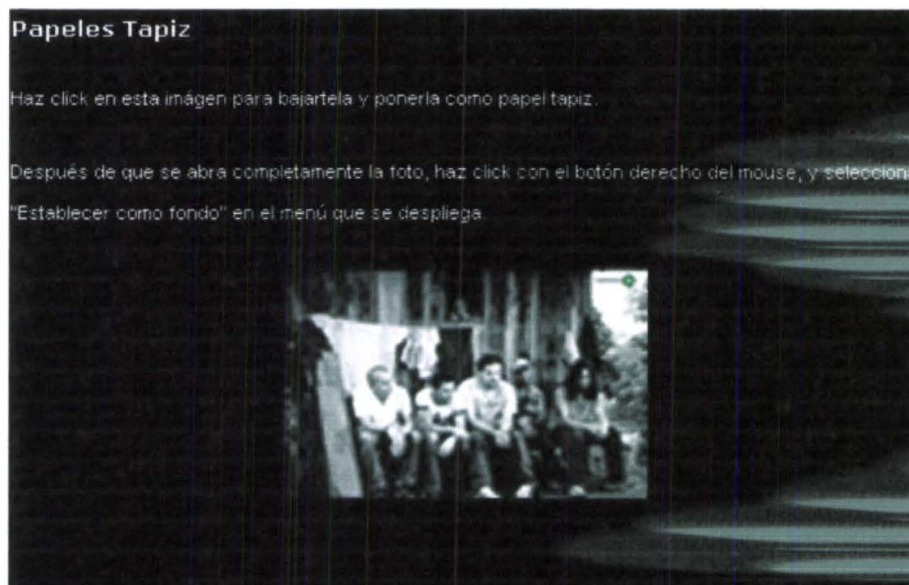 Papeles Tapiz
Haz click en esta imágen para bajartela y ponerla como papel tapiz.
Después de que se abra completamente la foto, haz click con el botón derecho del mouse, y selecciona
"Establecer como fondo" en el menú que se despliega.